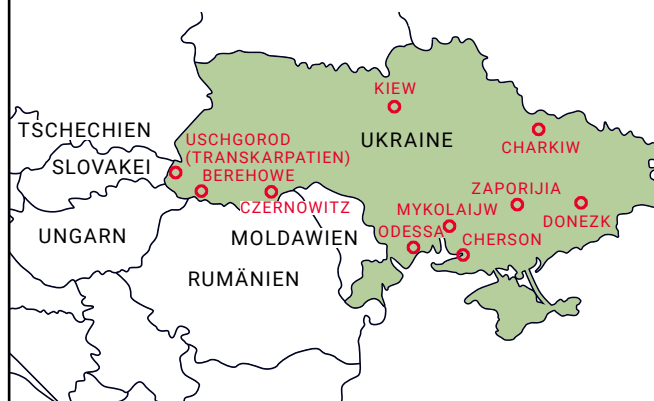 KIEW
TSCHECHIEN
USCHGOROD
(TRANSKARPATIEN)
UKRAINE
CHARKIW
SLOVAKEI
BEREHOWE
ZAPORIJIA
CZERNOWITZ
MYKOLAIJW
DONEZK
UNGARN
MOLDAWIEN
ODESSA
CHERSON
RUMÄNIEN